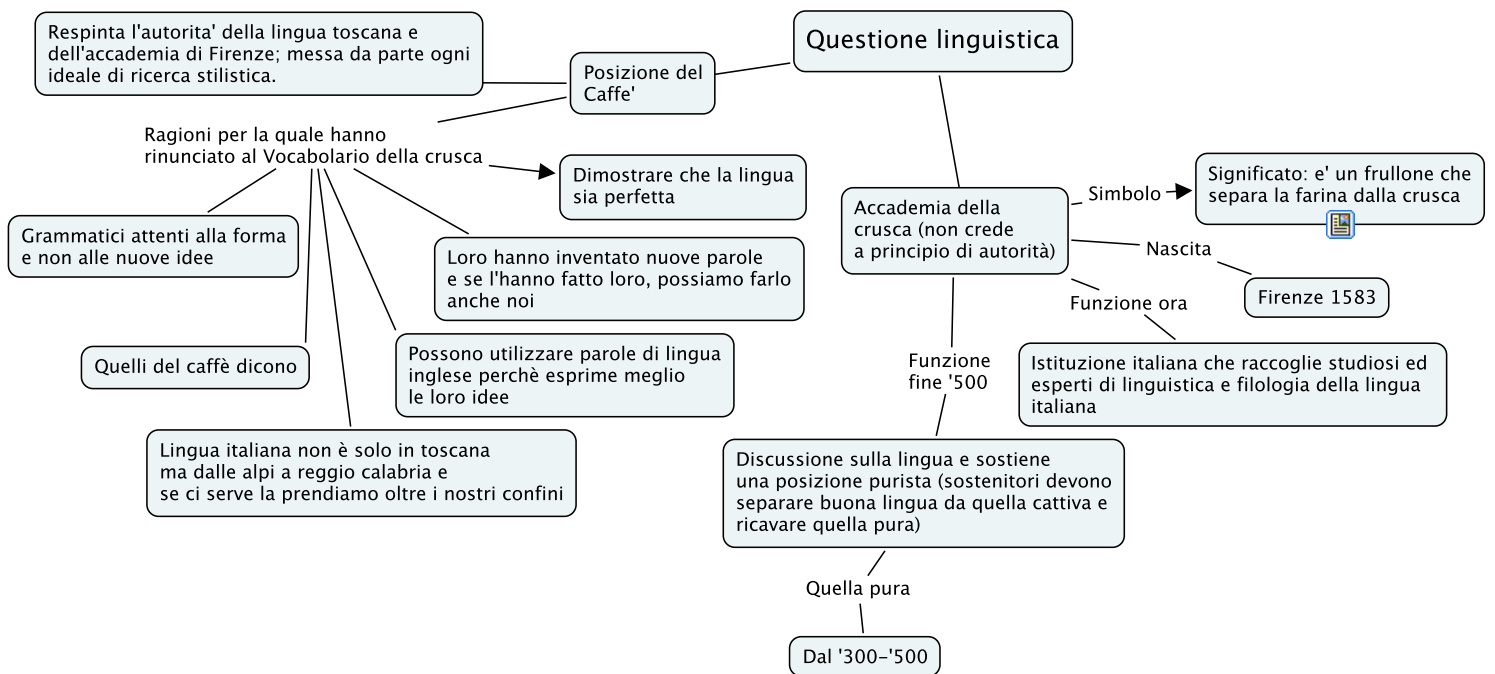 Questione linguistica
Posizione del
Caffe'
Respinta l'autorita' della lingua toscana e
dell'accademia di Firenze; messa da parte ogni
ideale di ricerca stilistica.
Ragioni per la quale hanno
rinunciato al Vocabolario della crusca
Dimostrare che la lingua
sia perfetta
Grammatici attenti alla forma
e non alle nuove idee
Loro hanno inventato nuove parole
e se l'hanno fatto loro, possiamo farlo
anche noi
Quelli del caffè dicono
Possono utilizzare parole di lingua
inglese perchè esprime meglio
le loro idee
Lingua italiana non è solo in toscana
ma dalle alpi a reggio calabria e
se ci serve la prendiamo oltre i nostri confini
Accademia della
crusca (non crede
a principio di autorità)
Simbolo
Significato: e' un frullone che
separa la farina dalla crusca
Nascita
Firenze 1583
Funzione ora
Istituzione italiana che raccoglie studiosi ed
esperti di linguistica e filologia della lingua
italiana
Funzione
fine '500
Discussione sulla lingua e sostiene
una posizione purista (sostenitori devono
separare buona lingua da quella cattiva e
ricavare quella pura)
Quella pura
Dal '300-'500